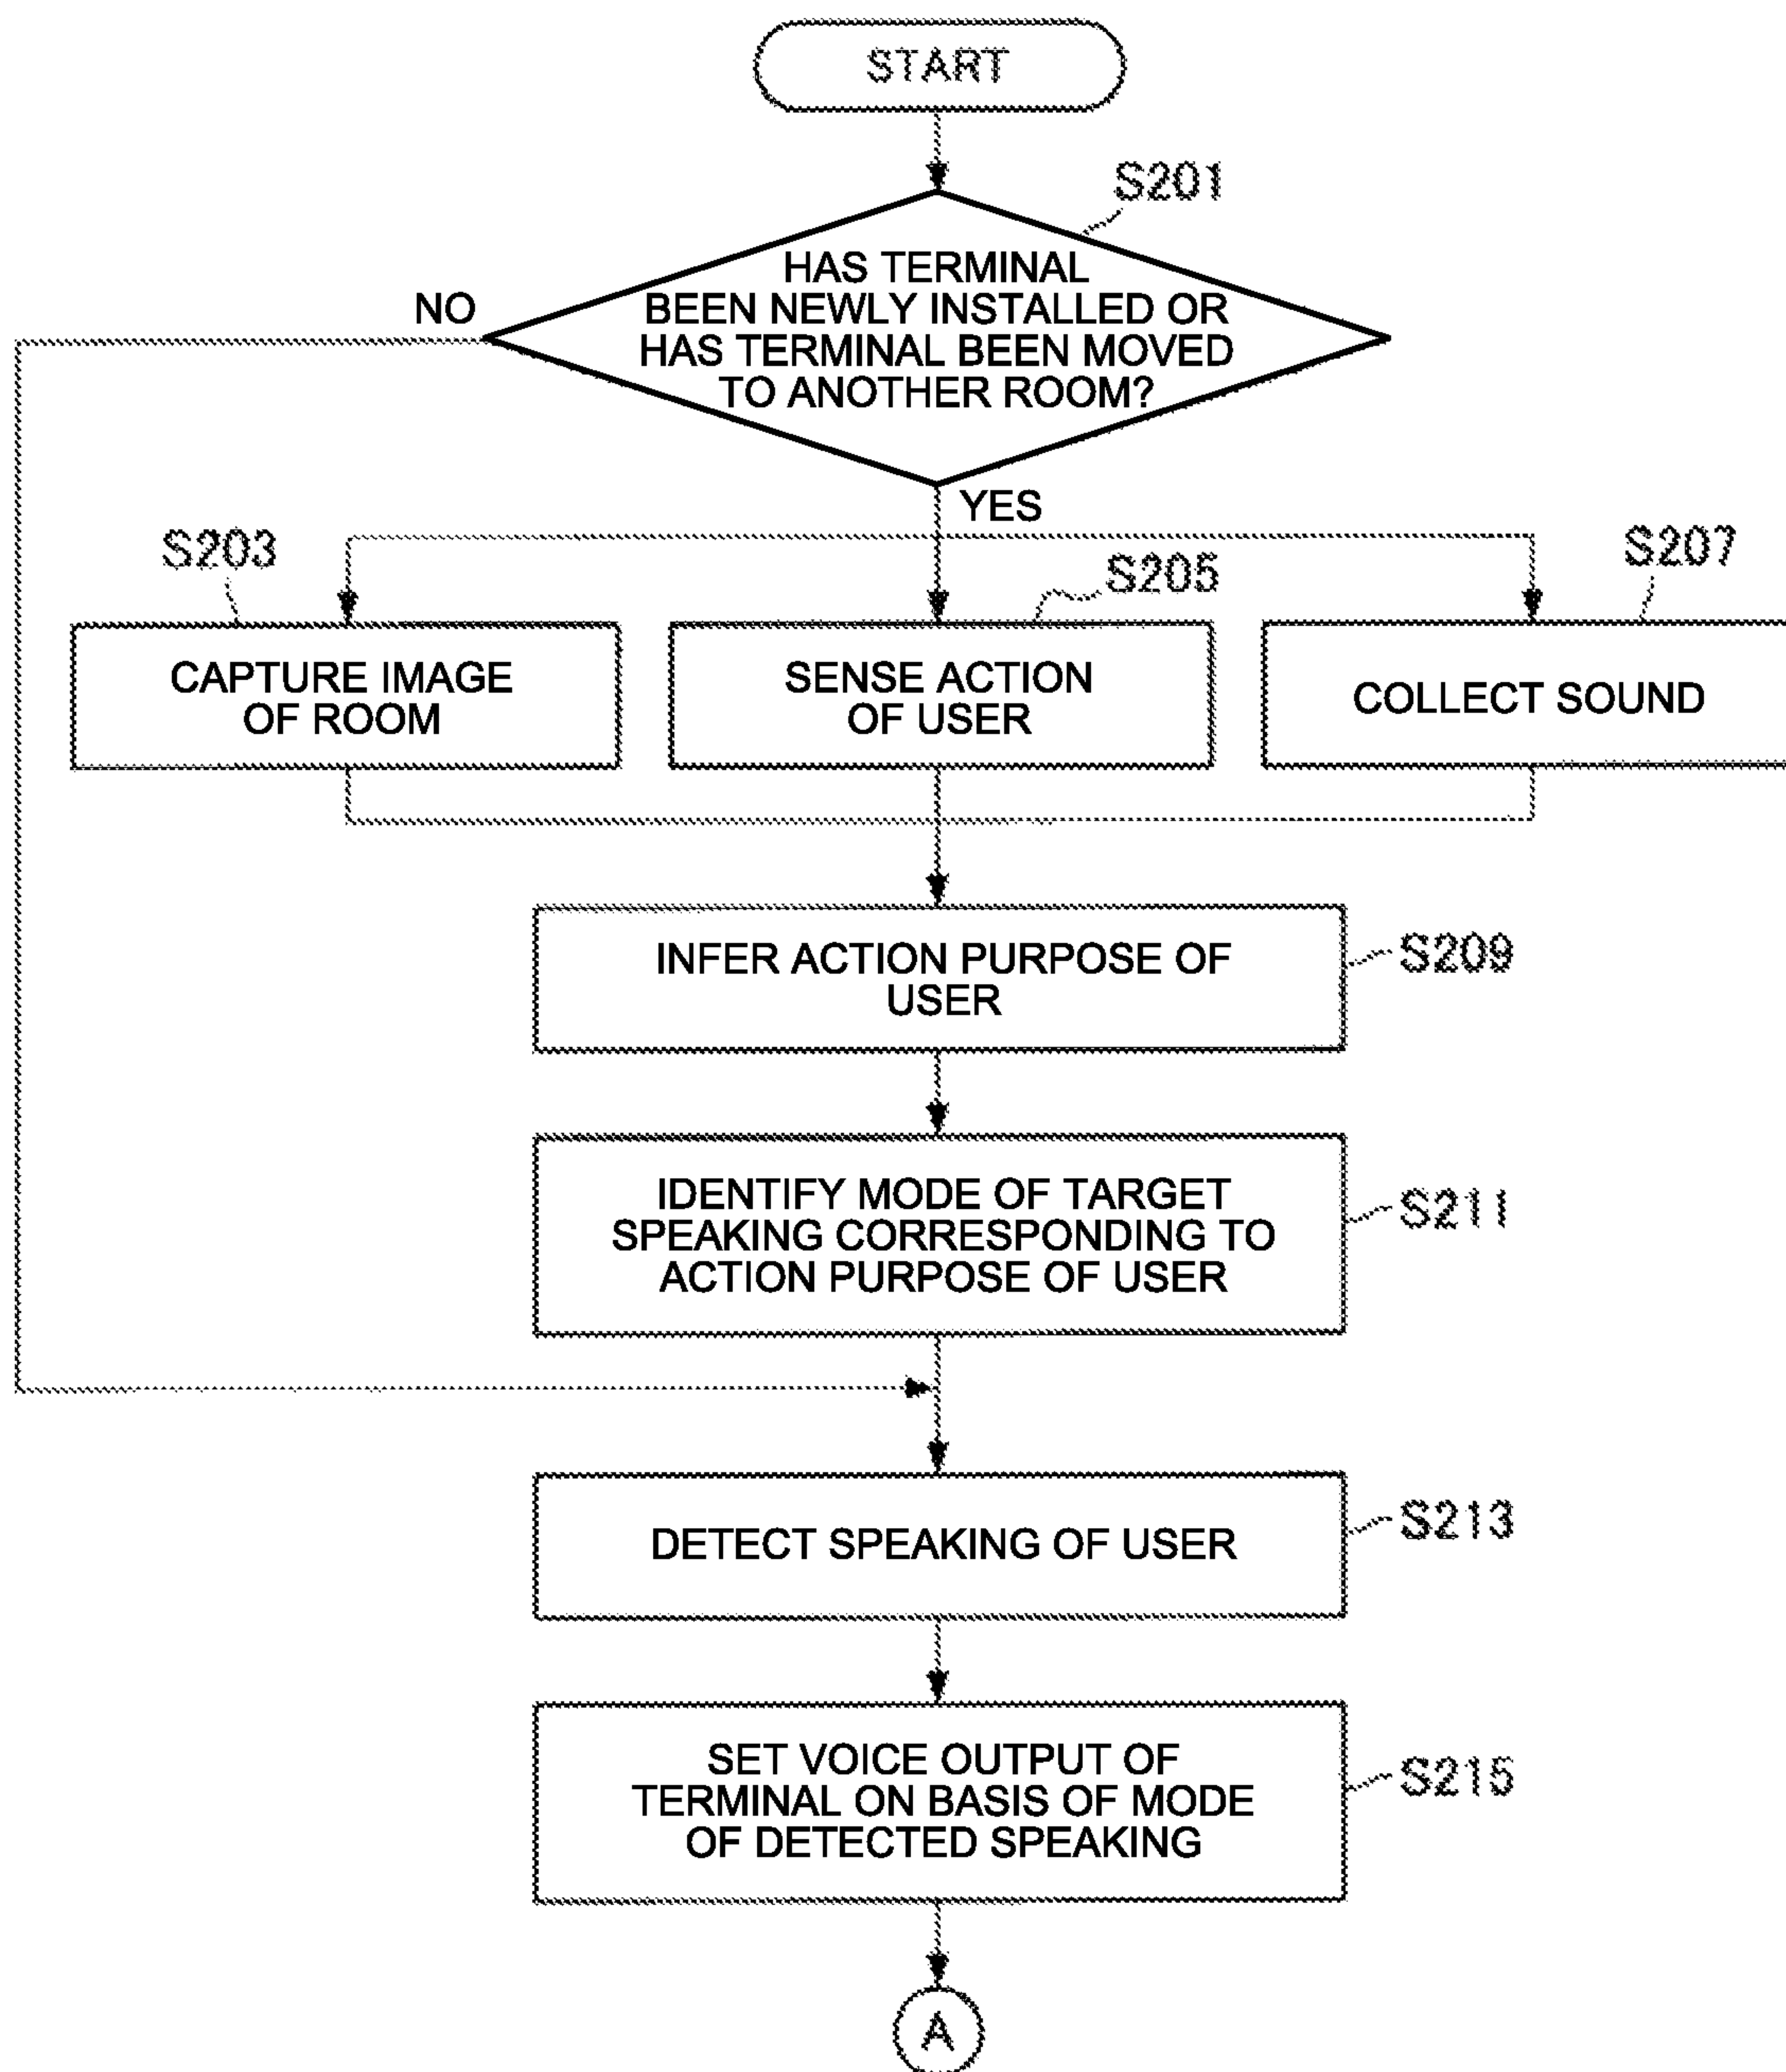 START
S201
HAS TERMINAL
BEEN NEWLY INSTALLED OR
HAS TERMINAL BEEN MOVED
TO ANOTHER ROOM?
NO
YES
S203
S205
S207
CAPTURE IMAGE
OF ROOM
SENSE ACTION
OF USER
COLLECT SOUND
INFER ACTION PURPOSE OF
USER
S209
IDENTIFY MODE OF TARGET
SPEAKING CORRESPONDING TO
ACTION PURPOSE OF USER
S211
DETECT SPEAKING OF USER
S213
SET VOICE OUTPUT OF
TERMINAL ON BASIS OF MODE
OF DETECTED SPEAKING
S215
A